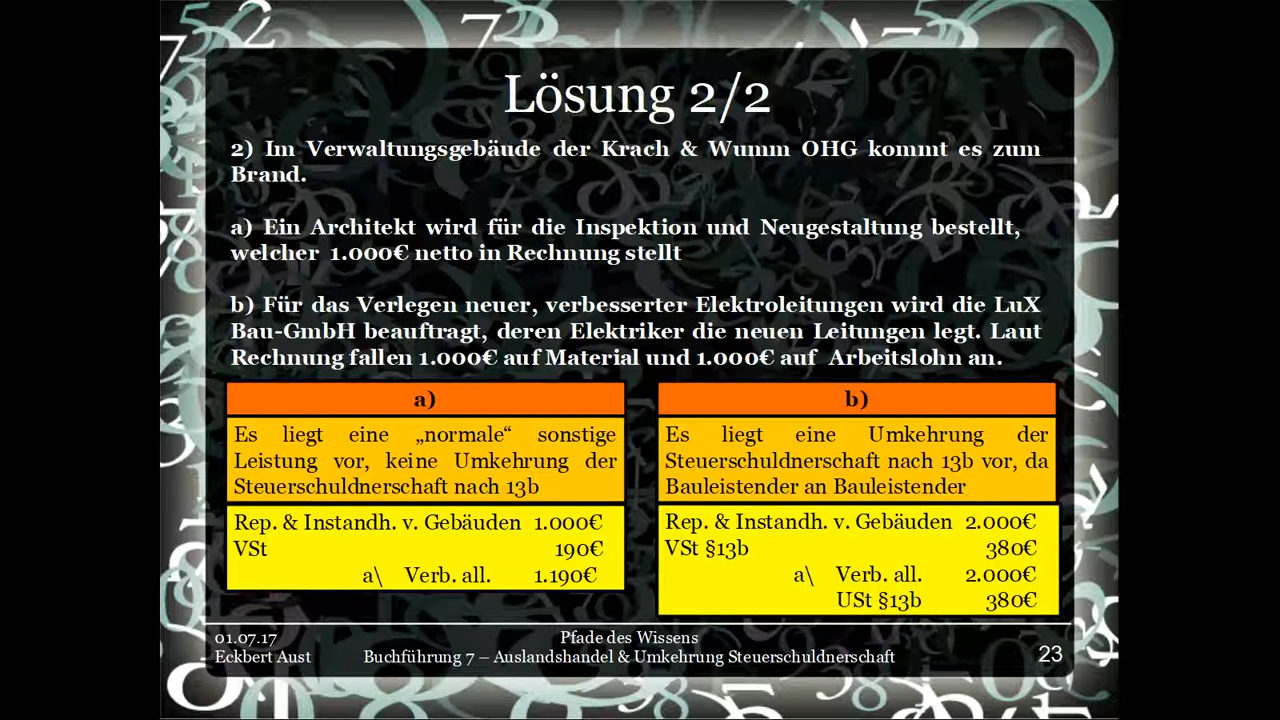 Lösung 2/2
2) Im Verwaltungsgebäude der Krach & Wumm OHG kommt es zum
Brand.
a) Ein Architekt wird für die Inspektion und Neugestaltung bestellt,
welcher 1.000€ netto in Rechnung stellt
b) Für das Verlegen neuer, verbesserter Elektroleitungen wird die LuX
Bau-GmbH beauftragt, deren Elektriker die neuen Leitungen legt. Laut
Rechnung fallen 1.000€ auf Material und 1.000€ auf Arbeitslohn an.
a)
Es liegt eine „normale“ sonstige
Leistung vor, keine Umkehrung der
Steuerschuldnerschaft nach 13b
Rep. & Instandh. v. Gebäuden 1.000€
VSt 190€
a\ Verb. all. 1.190€
b)
Es liegt eine Umkehrung der
Steuerschuldnerschaft nach 13b vor, da
Bauleistender an Bauleistender
Rep. & Instandh. v. Gebäuden 2.000€
VSt §13b 380€
a\ Verb. all. 2.000€
USt §13b 380€
01.07.17 Pfade des Wissens
Eckbert Aust Buchführung 7 – Auslandshandel & Umkehrung Steuerschuldnerschaft 23